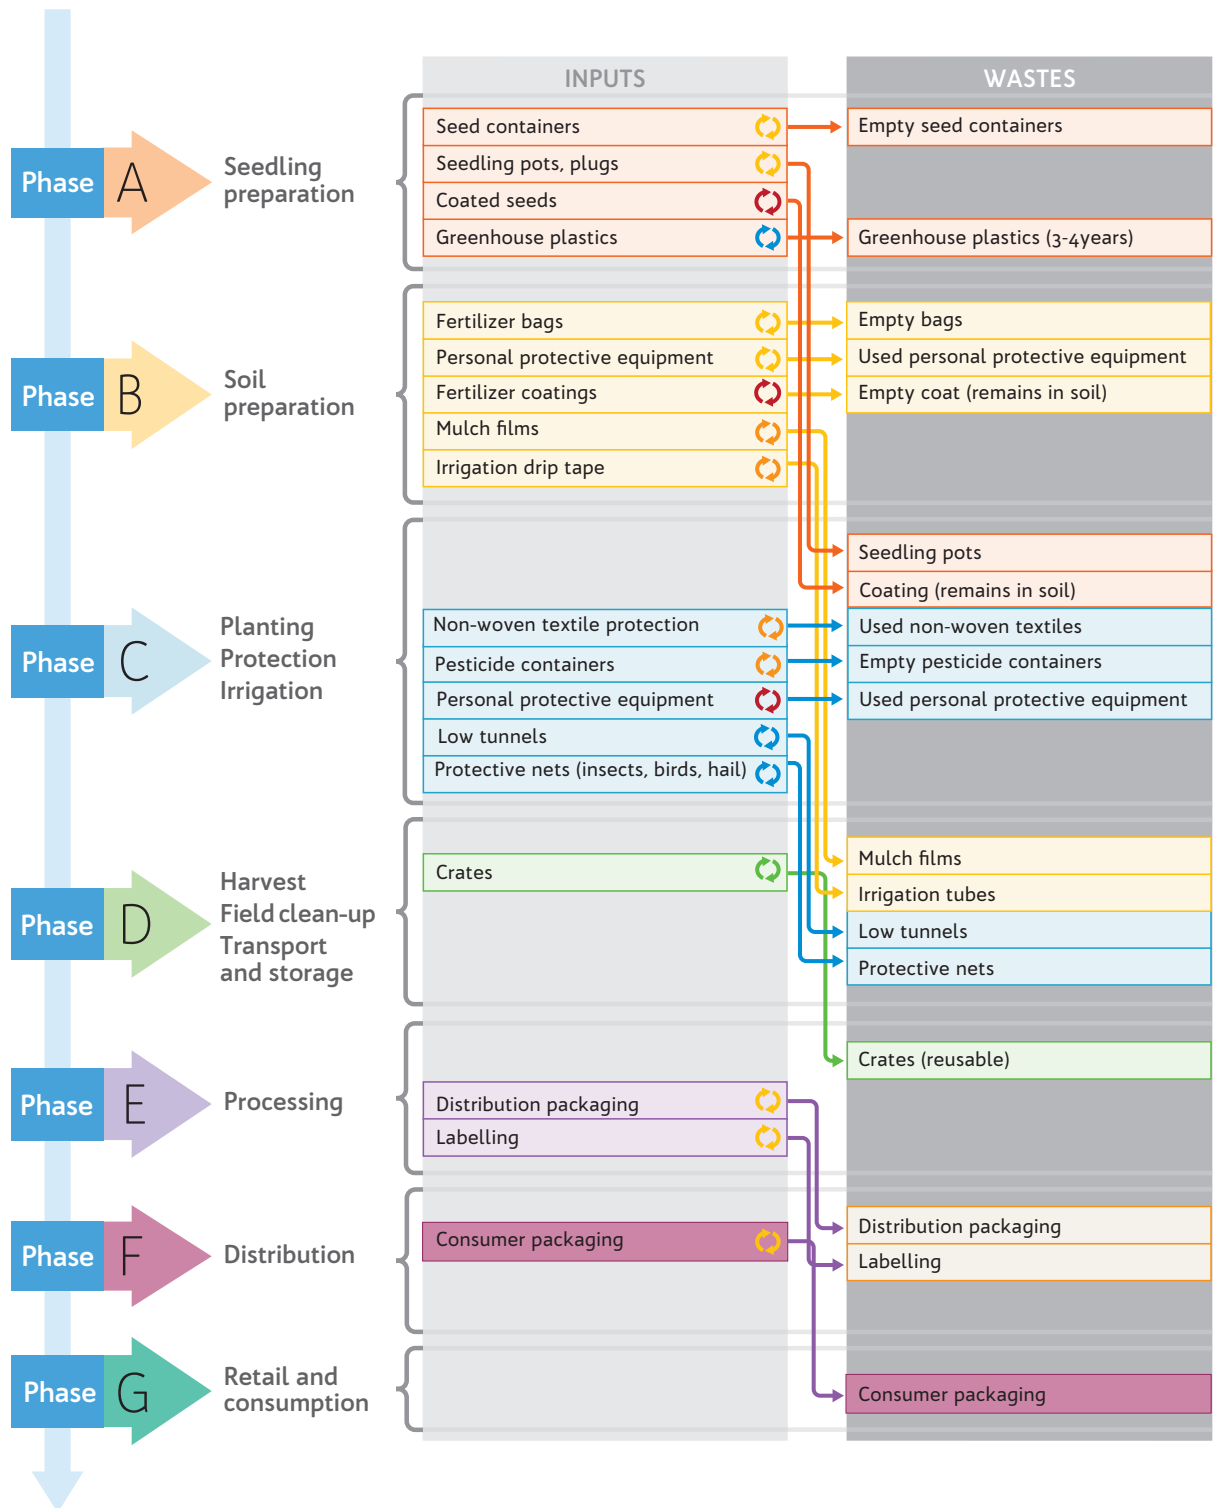 INPUTS
WASTES
Phase A
Seedling
preparation
Seed containers
Empty seed containers
Seedling pots, plugs
Coated seeds
Greenhouse plastics
Greenhouse plastics (3-4years)
Phase B
Soil
preparation
Fertilizer bags
Empty bags
Personal protective equipment
Used personal protective equipment
Fertilizer coatings
Empty coat (remains in soil)
Mulch films
Irrigation drip tape
Phase C
Planting
Protection
Irrigation
Seedling pots
Coating (remains in soil)
Non-woven textile protection
Used non-woven textiles
Pesticide containers
Empty pesticide containers
Personal protective equipment
Used personal protective equipment
Low tunnels
Protective nets (insects, birds, hail)
Phase D
Harvest
Field clean-up
Transport
and storage
Crates
Mulch films
Irrigation tubes
Low tunnels
Protective nets
Phase E
Processing
Crates (reusable)
Distribution packaging
Labelling
Phase F
Distribution
Consumer packaging
Distribution packaging
Labelling
Phase G
Retail and
consumption
Consumer packaging